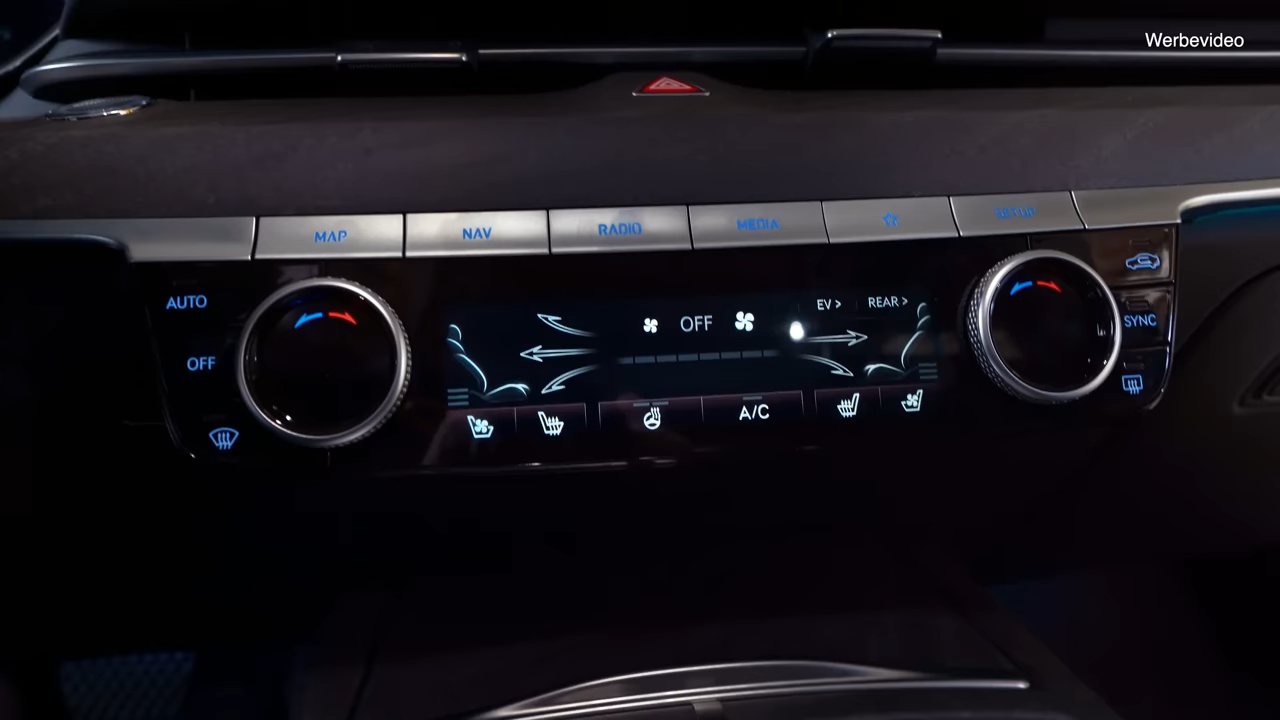 Werbevideo
MAP NAV RADIO MEDIA SETUP
AUTO
OFF
OFF
EV >
REAR >
SYNC
A/C